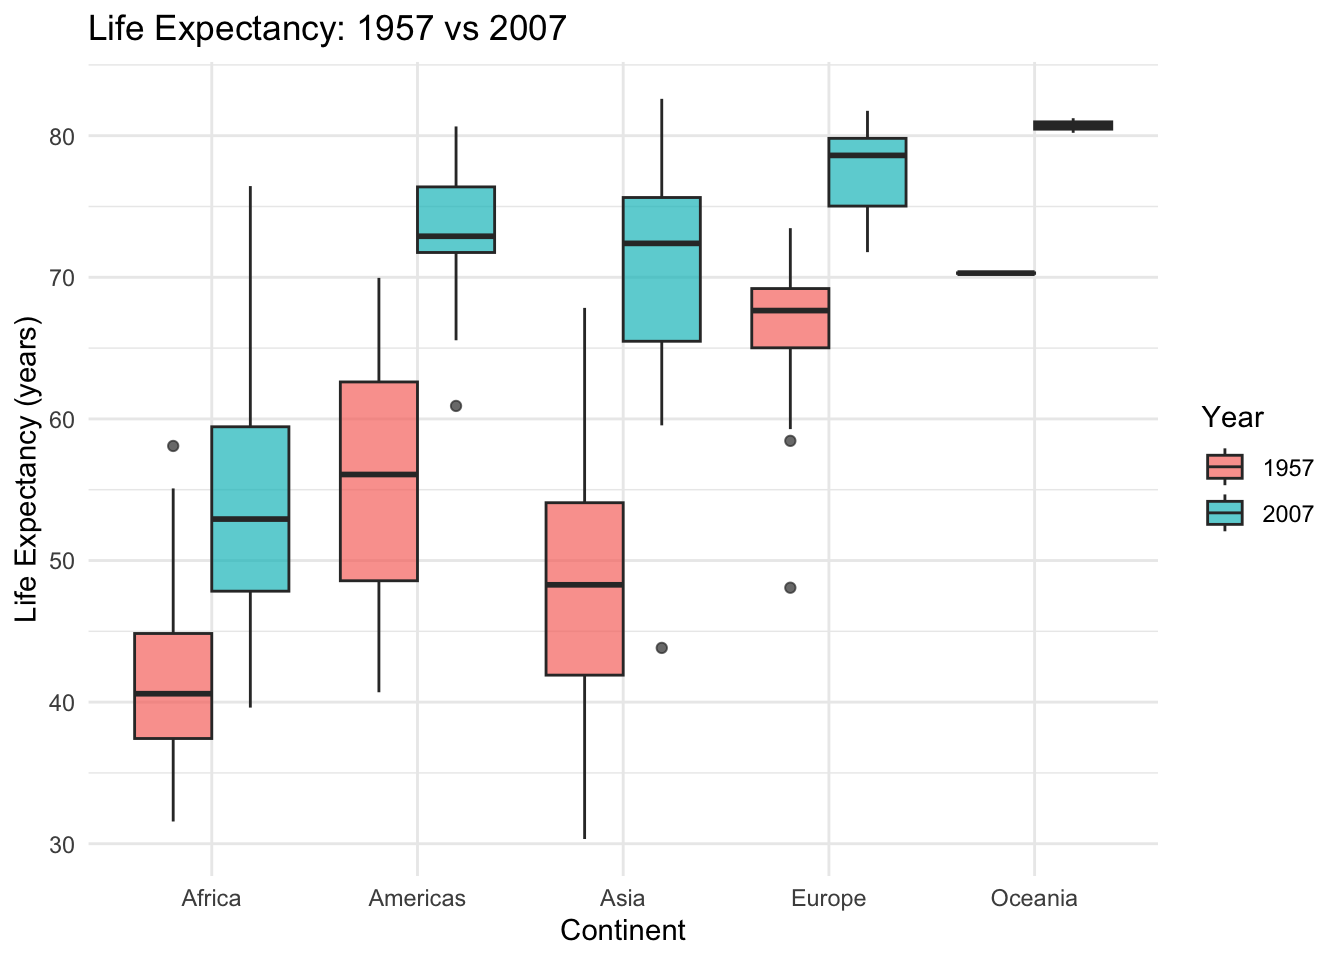 Life Expectancy: 1957 vs 2007
Life Expectancy (years)
80
70
60
50
40
30
Africa Americas Asia Europe Oceania
Continent
Year
1957
2007